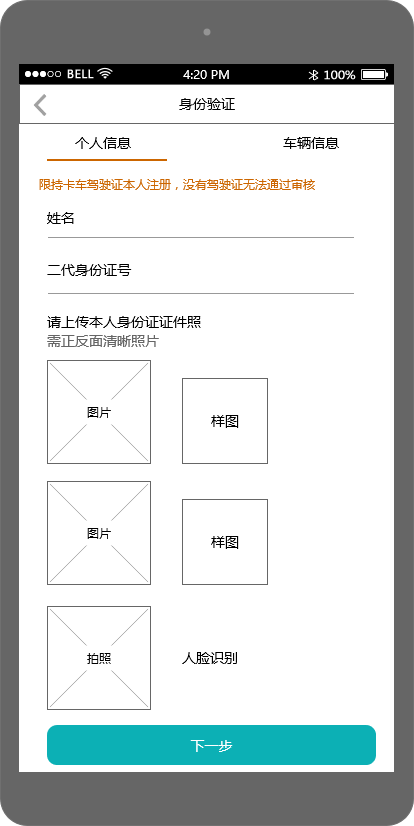 BELL 4:20 PM 100%
身份验证
个人信息 车辆信息
限持卡车驾驶证本人注册，没有驾驶证无法通过审核
姓名
二代身份证号
请上传本人身份证证件照
需正反面清晰照片
图片 样图
图片 样图
拍照 人脸识别
下一步